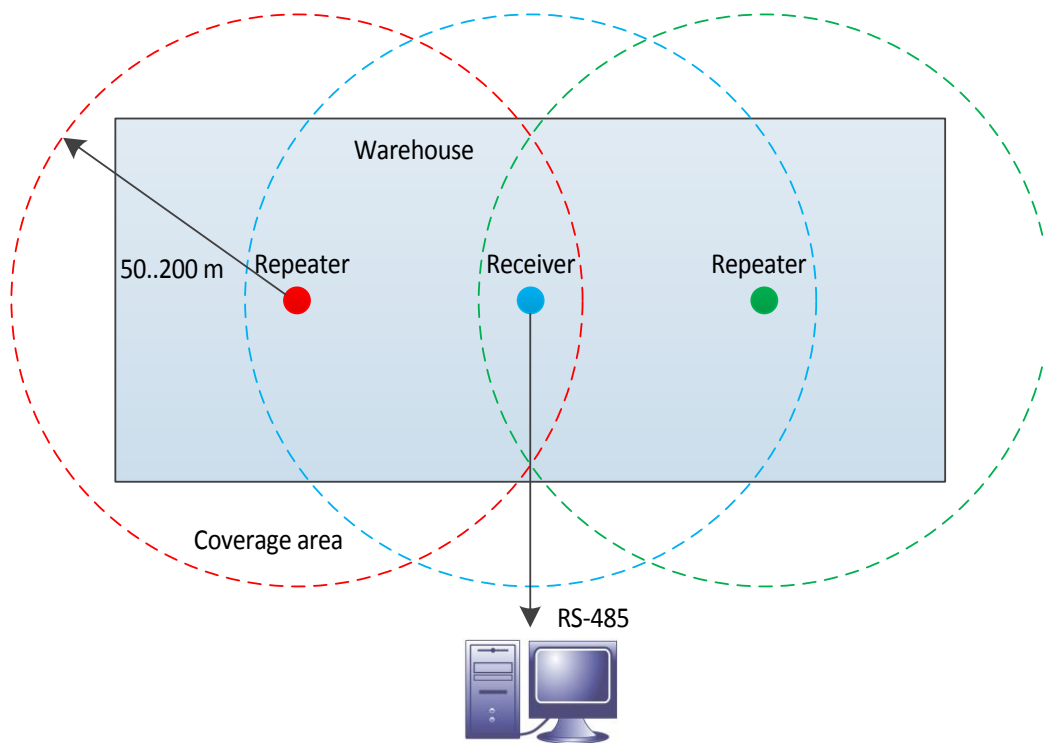 Warehouse
50..200 m
Repeater
Receiver
Repeater
Coverage area
RS-485